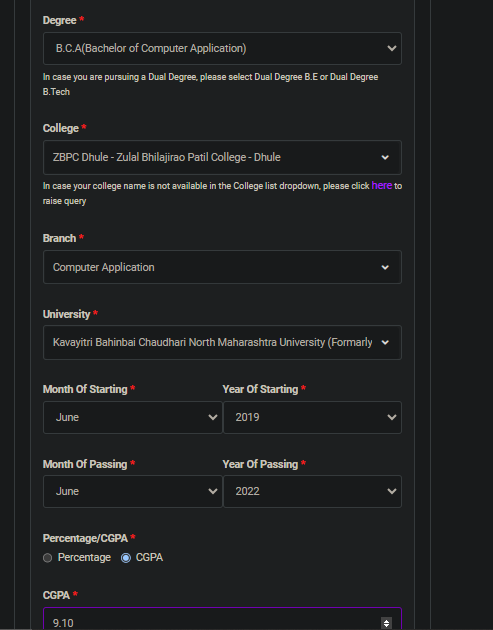 Degree *
B.C.A(Bachelor of Computer Application)
In case you are pursuing a Dual Degree, please select Dual Degree B.E or Dual Degree
B.Tech
College *
ZBPC Dhule - Zulal Bhilajirao Patil College - Dhule
In case your college name is not available in the College list dropdown, please click here to
raise query
Branch *
Computer Application
University *
Kavayitri Bahinbai Chaudhari North Maharashtra University (Formarly
Month Of Starting * Year Of Starting *
June 2019
Month Of Passing * Year Of Passing *
June 2022
Percentage/CGPA *
Percentage CGPA
CGPA *
9.10